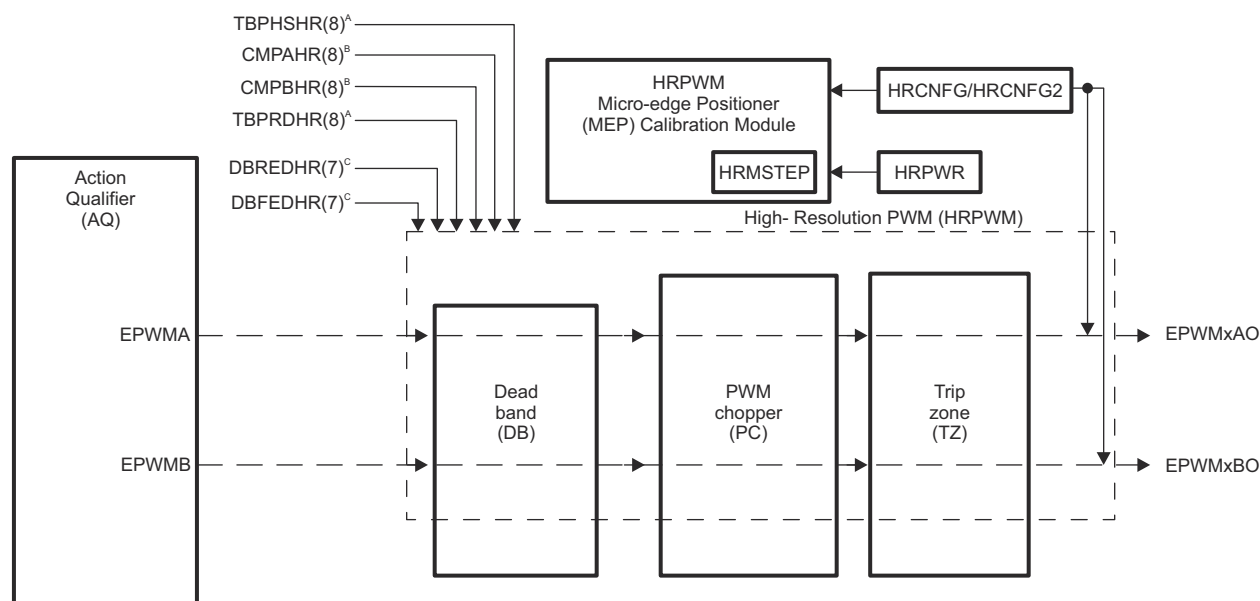 TBPHSHR(8)ᴬ
CMPAHR(8)ᴮ
CMPBHR(8)ᴮ
TBPRDHR(8)ᴬ
DBREDHR(7)ᶜ
DBFEDHR(7)ᶜ
HRPWM
Micro-edge Positioner
(MEP) Calibration Module
HRMSTEP
HRCNFG/HRCNFG2
HRPWR
High- Resolution PWM (HRPWM)
Action
Qualifier
(AQ)
EPWMA
EPWMB
Dead
band
(DB)
PWM
chopper
(PC)
Trip
zone
(TZ)
EPWMxAO
EPWMxBO